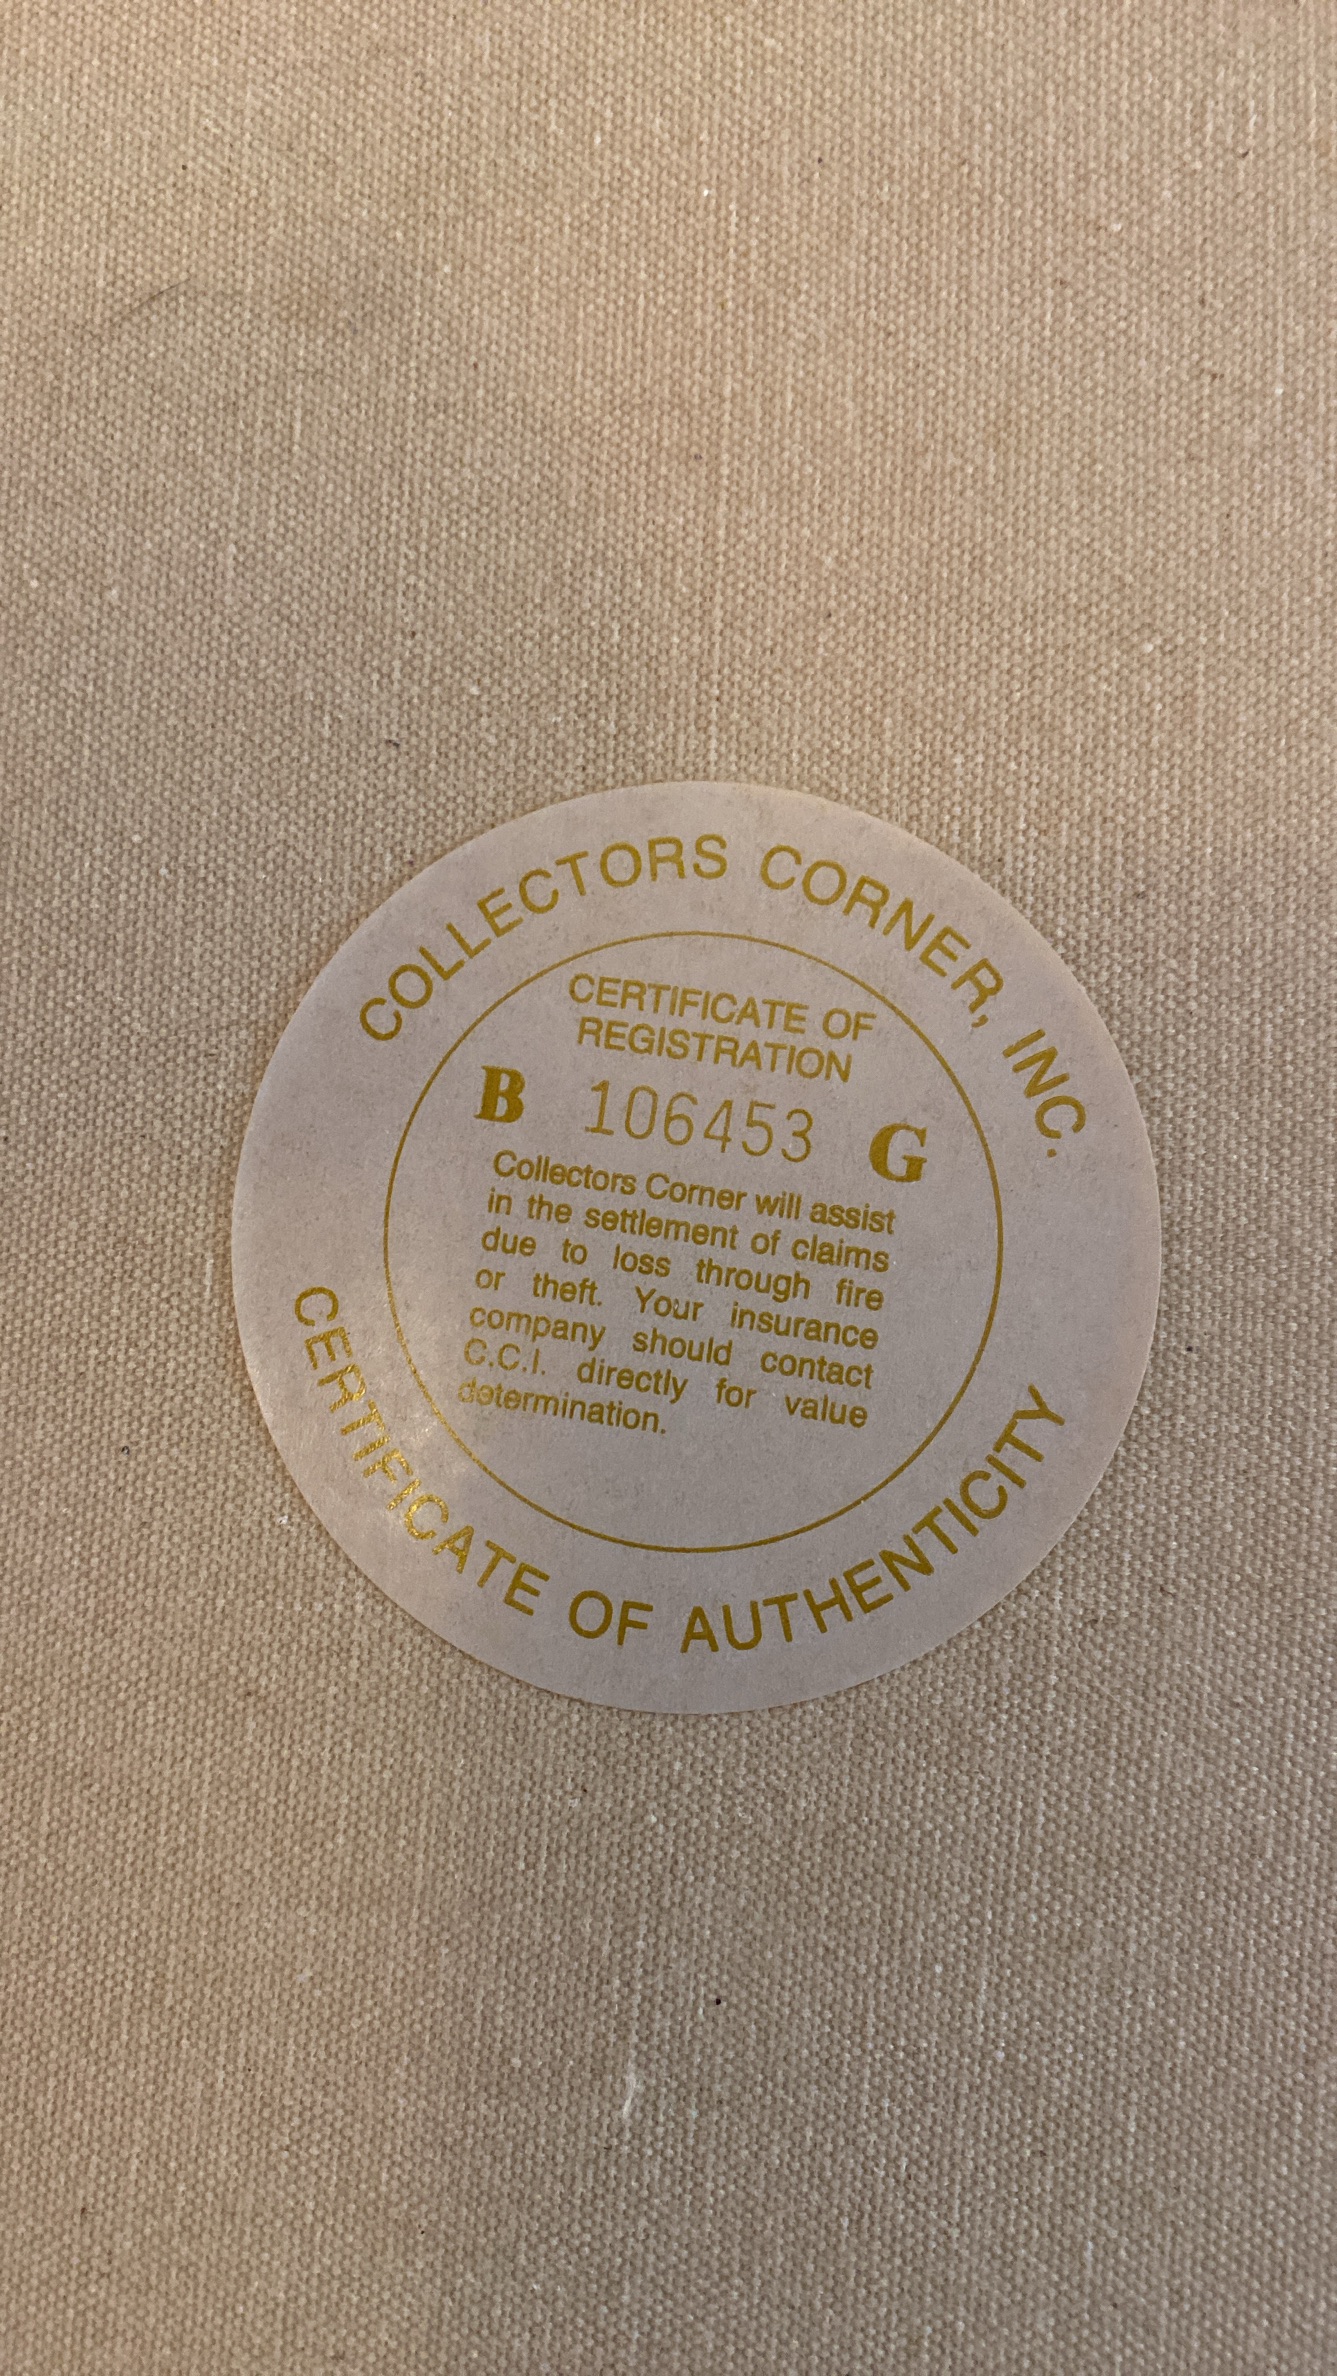 COLLECTORS CORNER, INC.
CERTIFICATE OF
REGISTRATION
B 106453 G
Collectors Corner will assist
in the settlement of claims
due to loss through fire
or theft. Your insurance
company should contact
C.C.I. directly for value
determination.
CERTIFICATE OF AUTHENTICITY